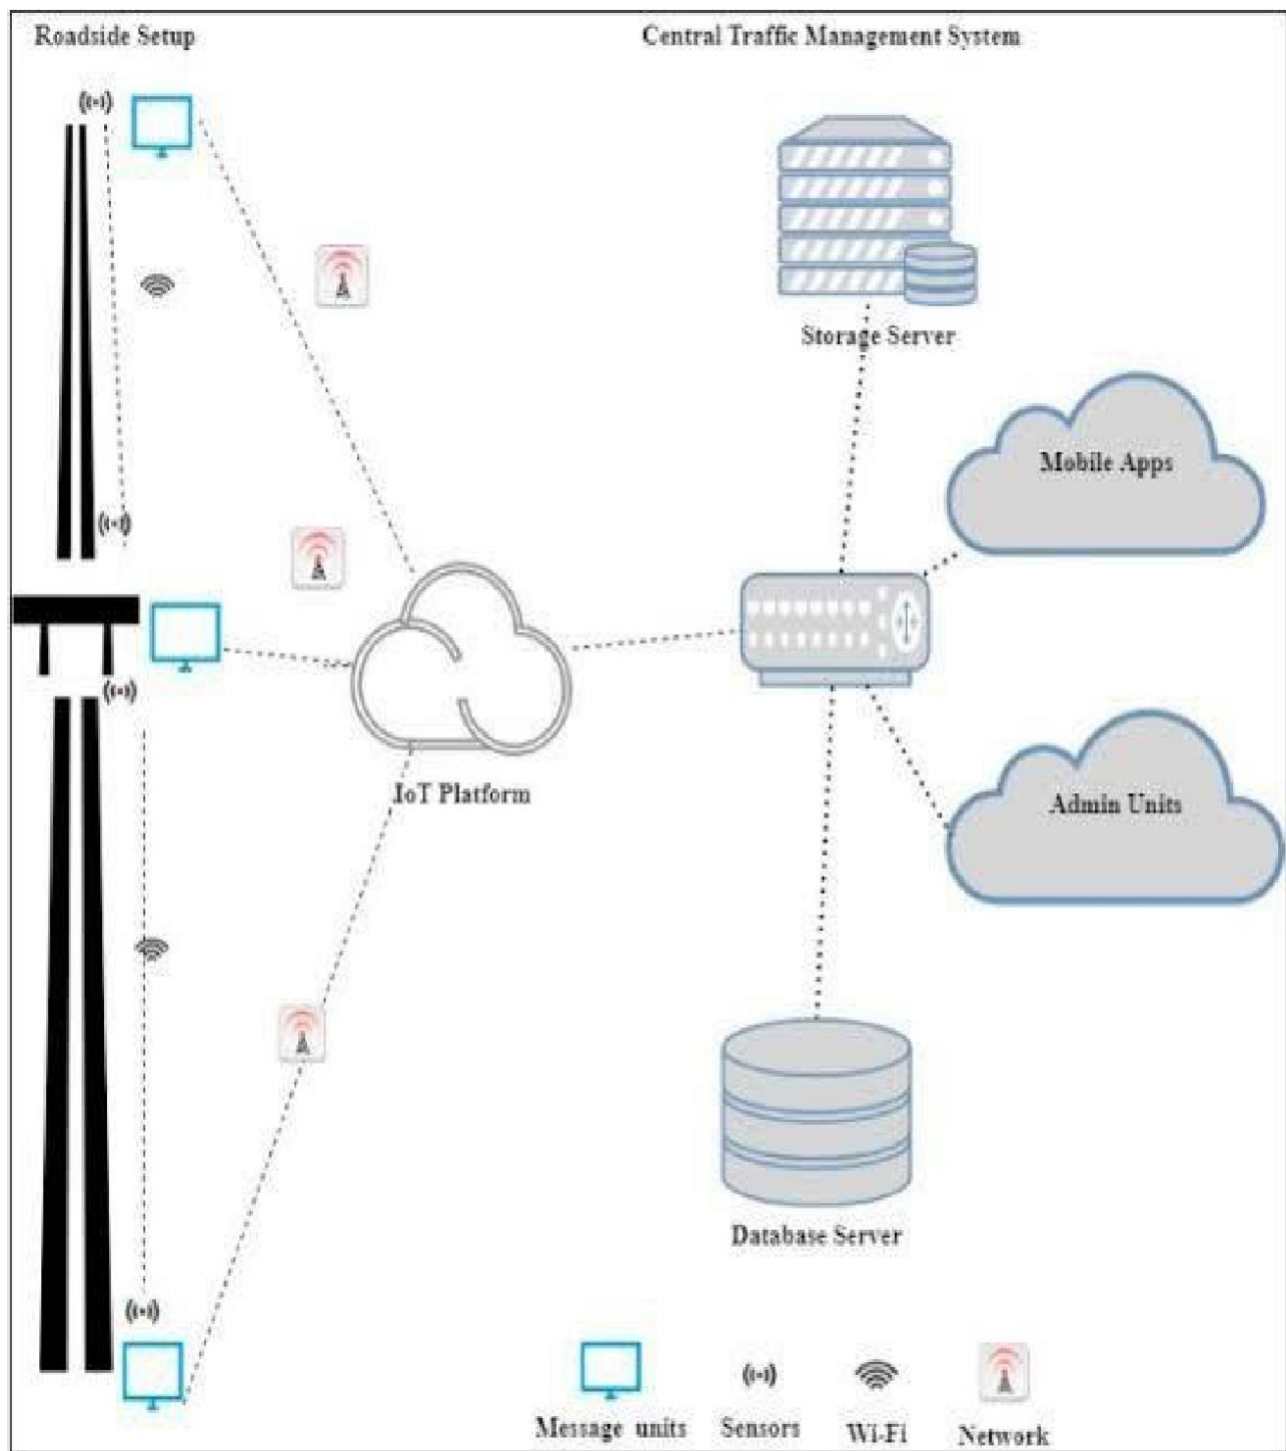 Roadside Setup
Central Traffic Management System
Storage Server
Mobile Apps
IoT Platform
Admin Units
Database Server
Message units
Sensors
Wi-Fi
Network